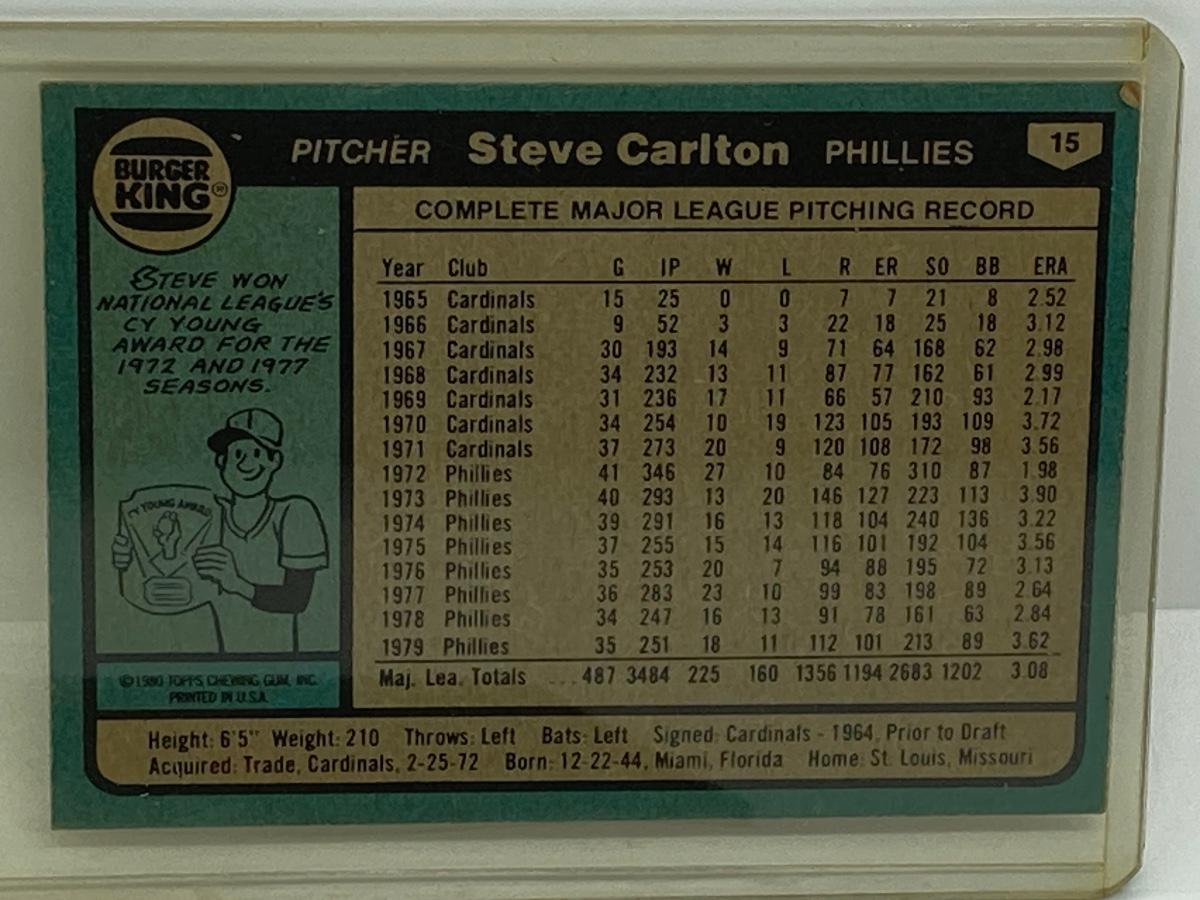 BURGER
KING®
PITCHER Steve Carlton PHILLIES 15
STEVE WON
NATIONAL LEAGUE'S
CY YOUNG
AWARD FOR THE
1972 AND 1977
SEASONS.
CY YOUNG AWARD
©1980 TOPPS CHEWING GUM, INC.
PRINTED IN U.S.A.
COMPLETE MAJOR LEAGUE PITCHING RECORD
Year Club G IP W L R ER SO BB ERA
1965 Cardinals 15 25 0 0 7 7 21 8 2.52
1966 Cardinals 9 52 3 3 22 18 25 18 3.12
1967 Cardinals 30 193 14 9 71 64 168 62 2.98
1968 Cardinals 34 232 13 11 87 77 162 61 2.99
1969 Cardinals 31 236 17 11 66 57 210 93 2.17
1970 Cardinals 34 254 10 19 123 105 193 109 3.72
1971 Cardinals 37 273 20 9 120 108 172 98 3.56
1972 Phillies 41 346 27 10 84 76 310 87 1.98
1973 Phillies 40 293 13 20 146 127 223 113 3.90
1974 Phillies 39 291 16 13 118 104 240 136 3.22
1975 Phillies 37 255 15 14 116 101 192 104 3.56
1976 Phillies 35 253 20 7 94 88 195 72 3.13
1977 Phillies 36 283 23 10 99 83 198 89 2.64
1978 Phillies 34 247 16 13 91 78 161 63 2.84
1979 Phillies 35 251 18 11 112 101 213 89 3.62
Maj. Lea. Totals ... 487 3484 225 160 1356 1194 2683 1202 3.08
Height: 6'5" Weight: 210 Throws: Left Bats: Left Signed: Cardinals - 1964, Prior to Draft
Acquired: Trade, Cardinals, 2-25-72 Born: 12-22-44, Miami, Florida Home: St. Louis, Missouri